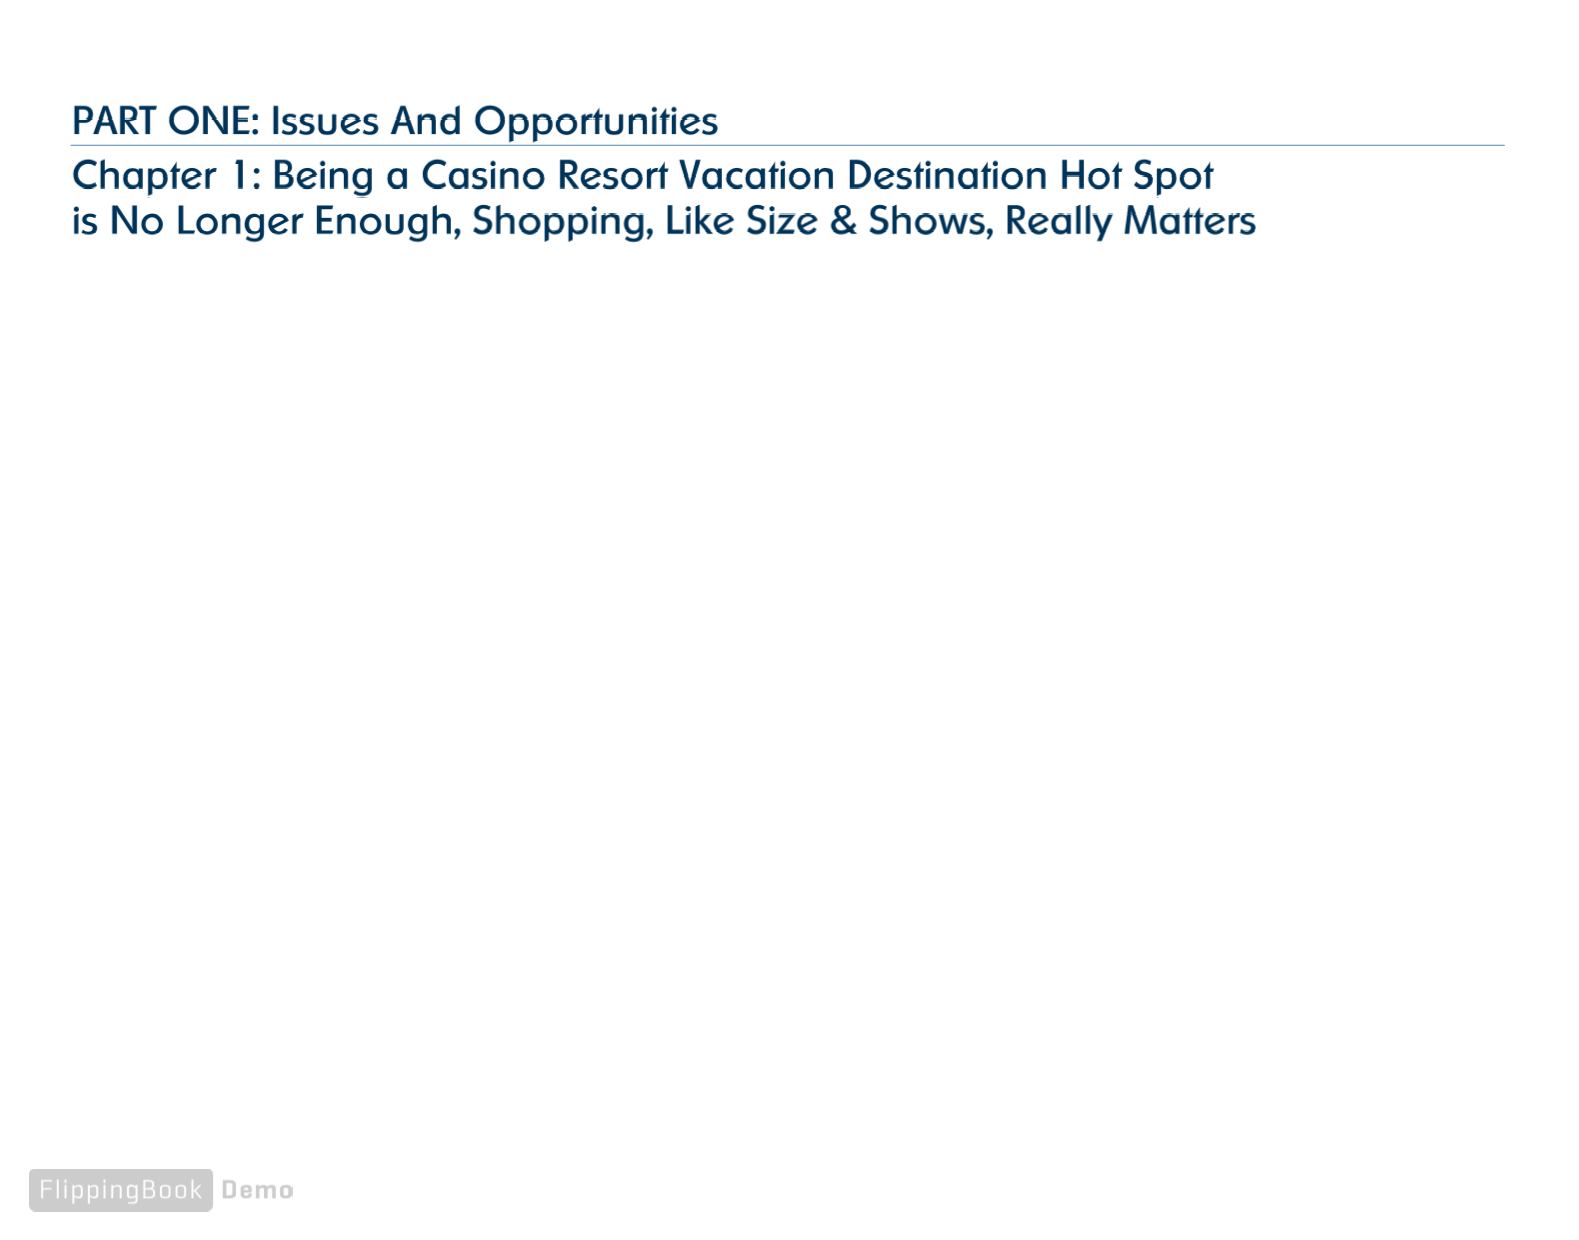 PART ONE: Issues And Opportunities
Chapter 1: Being a Casino Resort Vacation Destination Hot Spot
is No Longer Enough, Shopping, Like Size & Shows, Really Matters
FlippingBook Demo